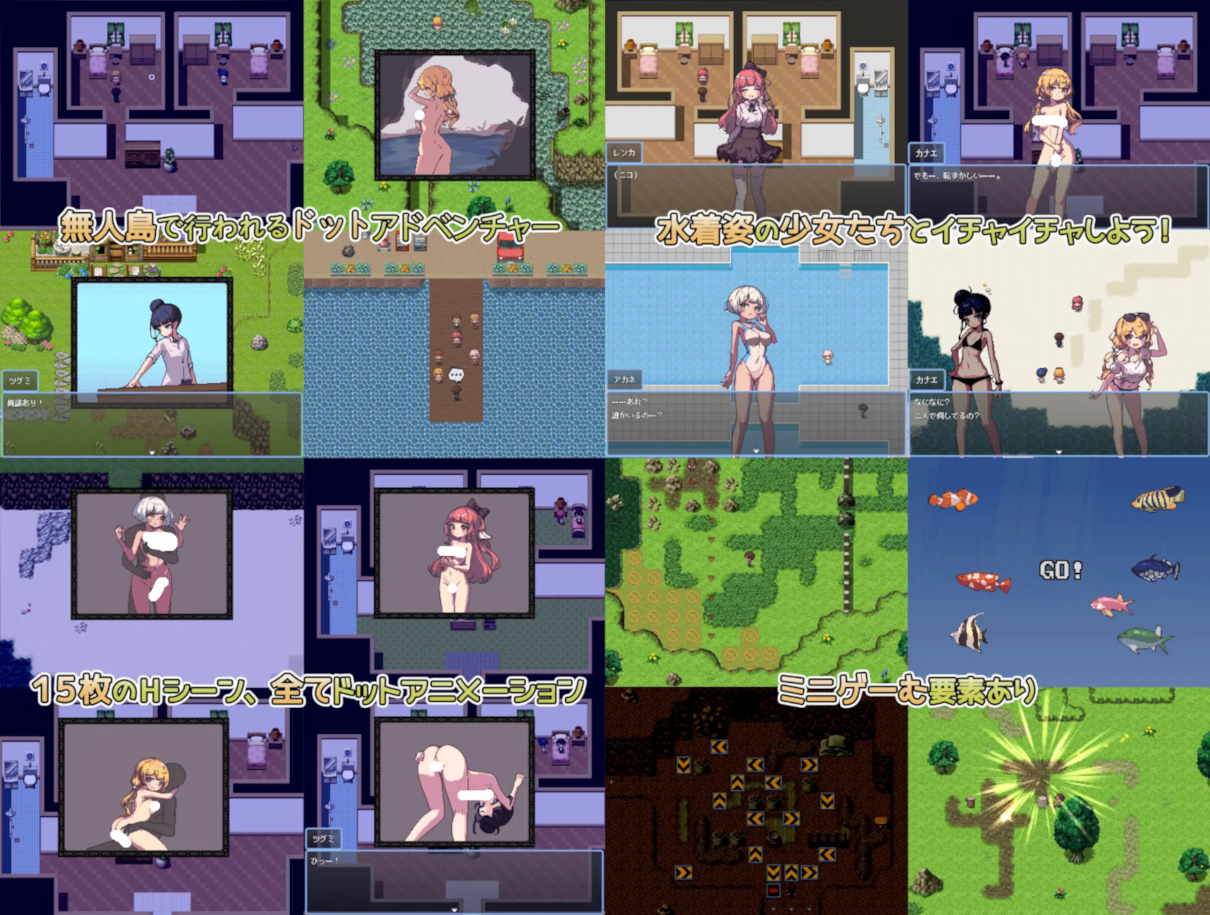 レンカ
(ニコ)
カナエ
でも…、恥ずかしい……。
無人島で行われるドットアドベンチャー
水着姿の少女たちとイチャイチャしよう!
ツグミ
異議あり!
アカネ
……あれ?
誰かいるの…?
カナエ
なになに?
二人で何してるの?
GO!
15枚のHシーン、全てドットアニメーション
ミニゲーム要素あり
ツグミ
ひっ…!